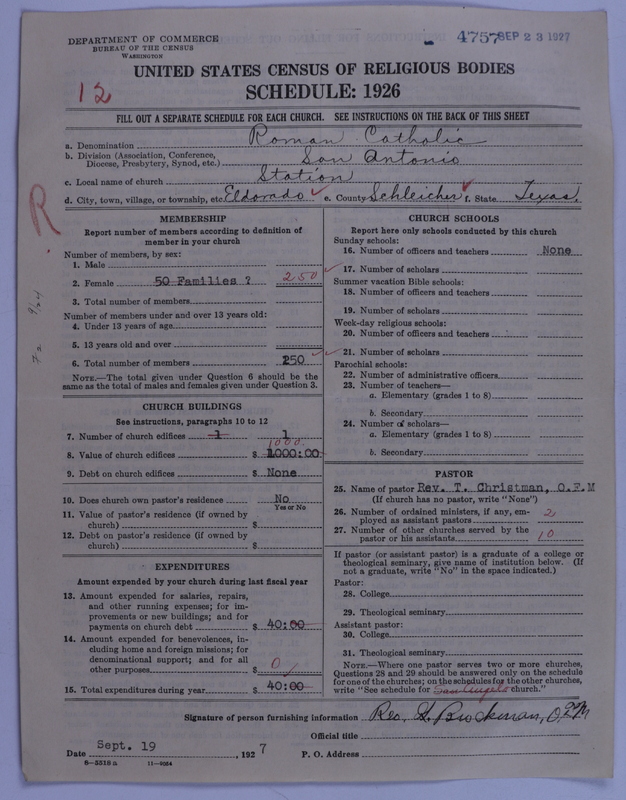 DEPARTMENT OF COMMERCE
BUREAU OF THE CENSUS
WASHINGTON
4757 SEP 23 1927
12
UNITED STATES CENSUS OF RELIGIOUS BODIES
SCHEDULE: 1926
FILL OUT A SEPARATE SCHEDULE FOR EACH CHURCH. SEE INSTRUCTIONS ON THE BACK OF THIS SHEET
a. Denomination Roman Catholic
b. Division (Association, Conference, Diocese, Presbytery, Synod, etc.) San Antonio
c. Local name of church Station
d. City, town, village, or township, etc. Eldorado e. County Schleicher f. State Texas,
R
MEMBERSHIP
Report number of members according to definition of
member in your church
Number of members, by sex:
1. Male
2. Female 50 Families ? 250
3. Total number of members
Number of members under and over 13 years old:
4. Under 13 years of age
5. 13 years old and over
6. Total number of members 250
NOTE.—The total given under Question 6 should be the
same as the total of males and females given under Question 3.
CHURCH BUILDINGS
See instructions, paragraphs 10 to 12
7. Number of church edifices 1 1
1000.
8. Value of church edifices $ 1000:00
9. Debt on church edifices $ None
10. Does church own pastor's residence No
Yes or No
11. Value of pastor's residence (if owned by
church) $
12. Debt on pastor's residence (if owned by
church) $
EXPENDITURES
Amount expended by your church during last fiscal year
13. Amount expended for salaries, repairs,
and other running expenses; for im-
provements or new buildings; and for
payments on church debt $ 40:00
14. Amount expended for benevolences, in-
cluding home and foreign missions; for
denominational support; and for all
other purposes $ 0
15. Total expenditures during year $ 40:00
CHURCH SCHOOLS
Report here only schools conducted by this church
Sunday schools:
16. Number of officers and teachers None
17. Number of scholars
Summer vacation Bible schools:
18. Number of officers and teachers
19. Number of scholars
Week-day religious schools:
20. Number of officers and teachers
21. Number of scholars
Parochial schools:
22. Number of administrative officers
23. Number of teachers—
a. Elementary (grades 1 to 8)
b. Secondary
24. Number of scholars—
a. Elementary (grades 1 to 8)
b. Secondary
PASTOR
25. Name of pastor Rev. T. Christman, O.F.M
(If church has no pastor, write "None")
26. Number of ordained ministers, if any, em-
ployed as assistant pastors 2
27. Number of other churches served by the
pastor or his assistants 10
If pastor (or assistant pastor) is a graduate of a college or
theological seminary, give name of institution below. (If
not a graduate, write "No" in the space indicated.)
Pastor:
28. College
29. Theological seminary
Assistant pastor:
30. College
31. Theological seminary
NOTE.—Where one pastor serves two or more churches,
Questions 28 and 29 should be answered only on the schedule
for one of the churches; on the schedules for the other churches,
write "See schedule for San Angelo church."
Signature of person furnishing information Rev. H. Brockman, O.F.M
Official title
Date Sept. 19, 1927 P. O. Address
8—5518 a 11—9054